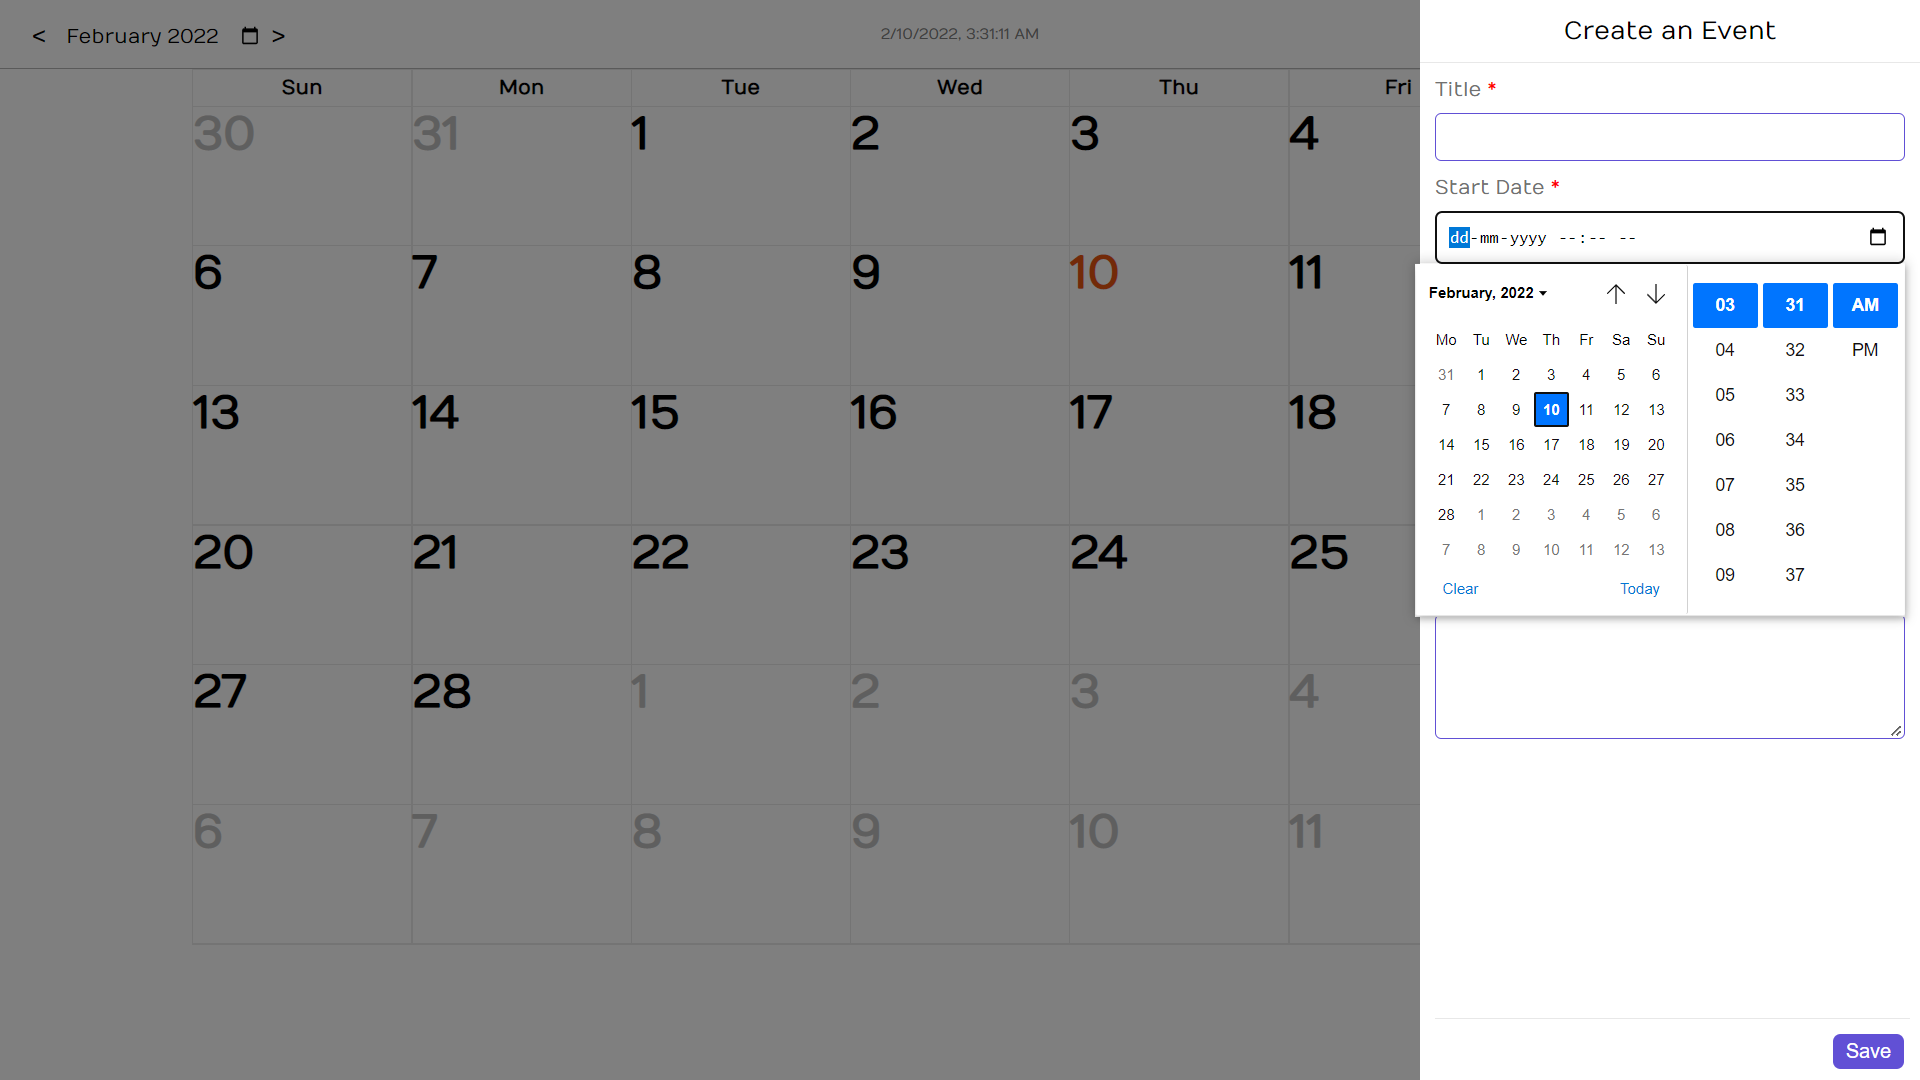 < February 2022 >
2/10/2022, 3:31:11 AM
Sun Mon Tue Wed Thu Fri
30 31 1 2 3 4
6 7 8 9 10 11
13 14 15 16 17 18
20 21 22 23 24 25
27 28 1 2 3 4
6 7 8 9 10 11
Create an Event
Title *
Start Date *
dd-mm-yyyy --:-- --
February, 2022
Mo Tu We Th Fr Sa Su
31 1 2 3 4 5 6
7 8 9 10 11 12 13
14 15 16 17 18 19 20
21 22 23 24 25 26 27
28 1 2 3 4 5 6
7 8 9 10 11 12 13
Clear Today
03 31 AM
04 32 PM
05 33
06 34
07 35
08 36
09 37
Save